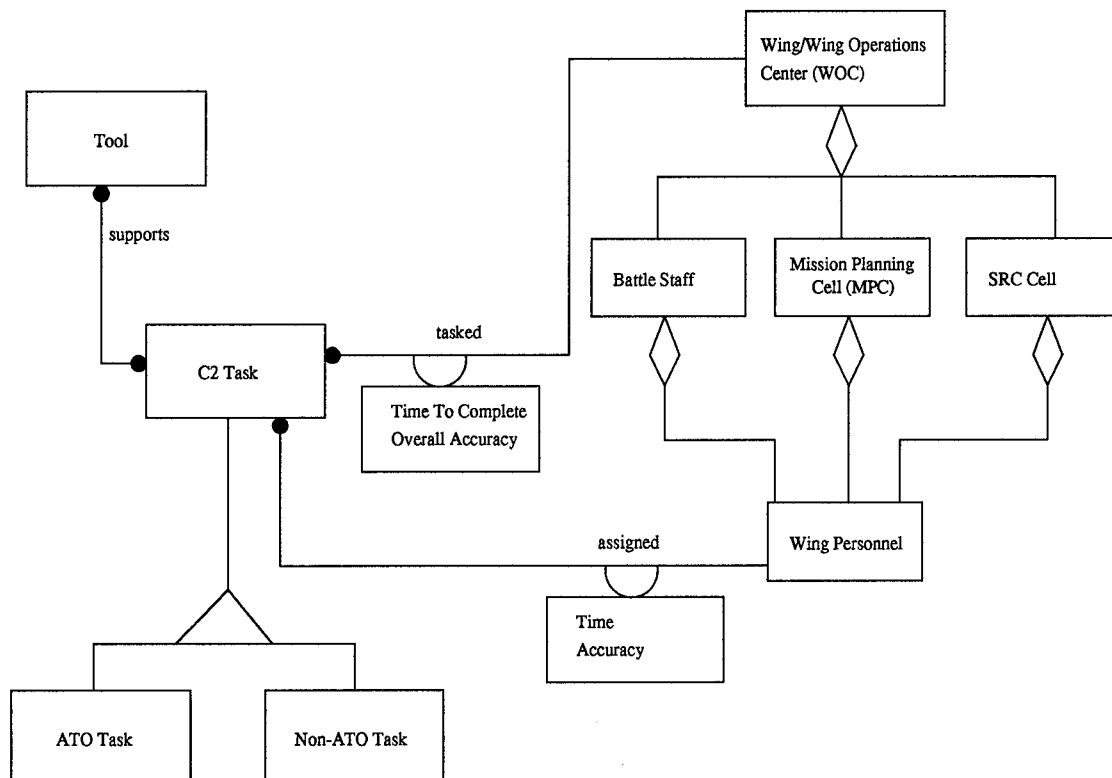 Wing/Wing Operations
Center (WOC)
Tool
supports
Battle Staff
Mission Planning
Cell (MPC)
SRC Cell
tasked
C2 Task
Time To Complete
Overall Accuracy
assigned
Wing Personnel
Time
Accuracy
ATO Task
Non-ATO Task